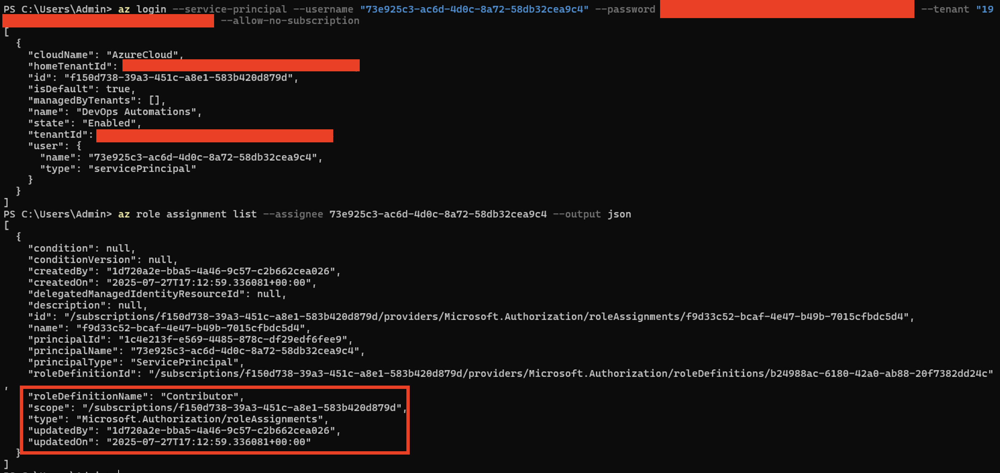 PS C:\Users\Admin> az login --service-principal --username "73e925c3-ac6d-4d0c-8a72-58db32cea9c4" --password --tenant "19
--allow-no-subscription
[
  {
    "cloudName": "AzureCloud",
    "homeTenantId":
    "id": "f150d738-39a3-451c-a8e1-583b420d879d",
    "isDefault": true,
    "managedByTenants": [],
    "name": "DevOps Automations",
    "state": "Enabled",
    "tenantId":
    "user": {
      "name": "73e925c3-ac6d-4d0c-8a72-58db32cea9c4",
      "type": "servicePrincipal"
    }
  }
]
PS C:\Users\Admin> az role assignment list --assignee 73e925c3-ac6d-4d0c-8a72-58db32cea9c4 --output json
[
  {
    "condition": null,
    "conditionVersion": null,
    "createdBy": "1d720a2e-bba5-4a46-9c57-c2b662cea026",
    "createdOn": "2025-07-27T17:12:59.336081+00:00",
    "delegatedManagedIdentityResourceId": null,
    "description": null,
    "id": "/subscriptions/f150d738-39a3-451c-a8e1-583b420d879d/providers/Microsoft.Authorization/roleAssignments/f9d33c52-bcaf-4e47-b49b-7015cfbdc5d4",
    "name": "f9d33c52-bcaf-4e47-b49b-7015cfbdc5d4",
    "principalId": "1c4e213f-e569-4485-878c-df29edf6fee9",
    "principalName": "73e925c3-ac6d-4d0c-8a72-58db32cea9c4",
    "principalType": "ServicePrincipal",
    "roleDefinitionId": "/subscriptions/f150d738-39a3-451c-a8e1-583b420d879d/providers/Microsoft.Authorization/roleDefinitions/b24988ac-6180-42a0-ab88-20f7382dd24c"
,
    "roleDefinitionName": "Contributor",
    "scope": "/subscriptions/f150d738-39a3-451c-a8e1-583b420d879d",
    "type": "Microsoft.Authorization/roleAssignments",
    "updatedBy": "1d720a2e-bba5-4a46-9c57-c2b662cea026",
    "updatedOn": "2025-07-27T17:12:59.336081+00:00"
  }
]